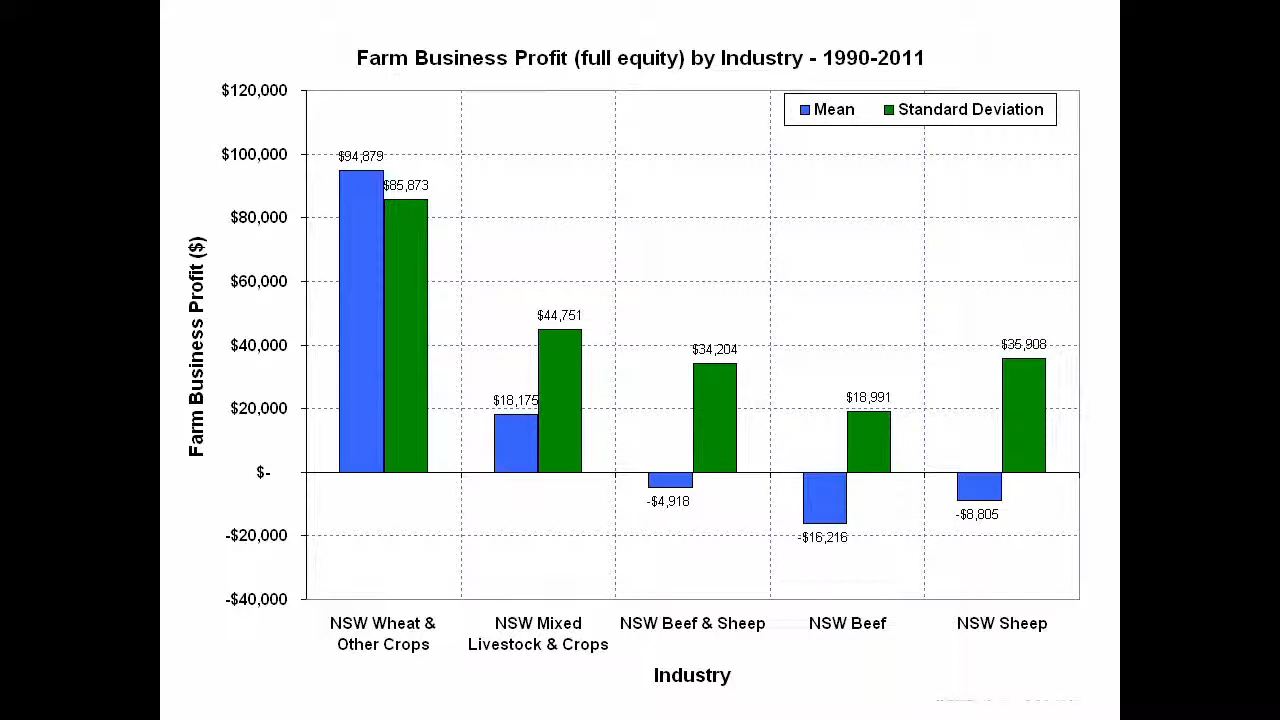 Farm Business Profit (full equity) by Industry - 1990-2011
Mean
Standard Deviation
Farm Business Profit ($)
$120,000
$100,000
$80,000
$60,000
$40,000
$20,000
$-
-$20,000
-$40,000
$94,879
$85,873
$18,175
$44,751
-$4,918
$34,204
-$16,216
$18,991
-$8,805
$35,908
NSW Wheat &
Other Crops
NSW Mixed
Livestock & Crops
NSW Beef & Sheep
NSW Beef
NSW Sheep
Industry